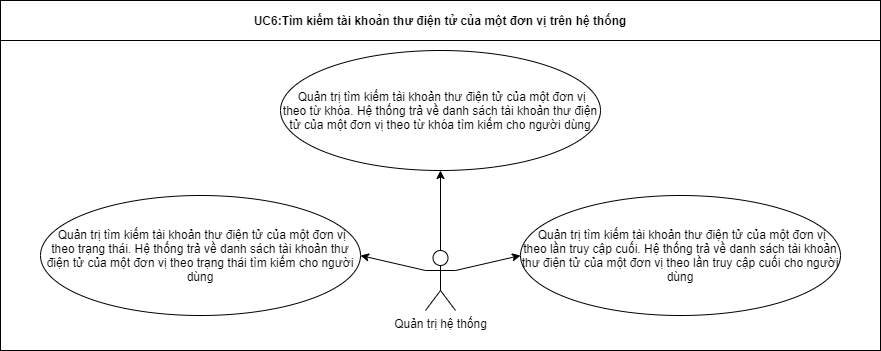 UC6:Tìm kiếm tài khoản thư điện tử của một đơn vị trên hệ thống
Quản trị tìm kiếm tài khoản thư điện tử của một đơn vị
theo từ khóa. Hệ thống trả về danh sách tài khoản thư điện
tử của một đơn vị theo từ khóa tìm kiếm cho người dùng
Quản trị tìm kiếm tài khoản thư điện tử của một đơn vị
theo trạng thái. Hệ thống trả về danh sách tài khoản thư
điện tử của một đơn vị theo trạng thái tìm kiếm cho người
dùng
Quản trị tìm kiếm tài khoản thư điện tử của một đơn vị
theo lần truy cập cuối. Hệ thống trả về danh sách tài khoản
thư điện tử của một đơn vị theo lần truy cập cuối cho người
dùng
Quản trị hệ thống